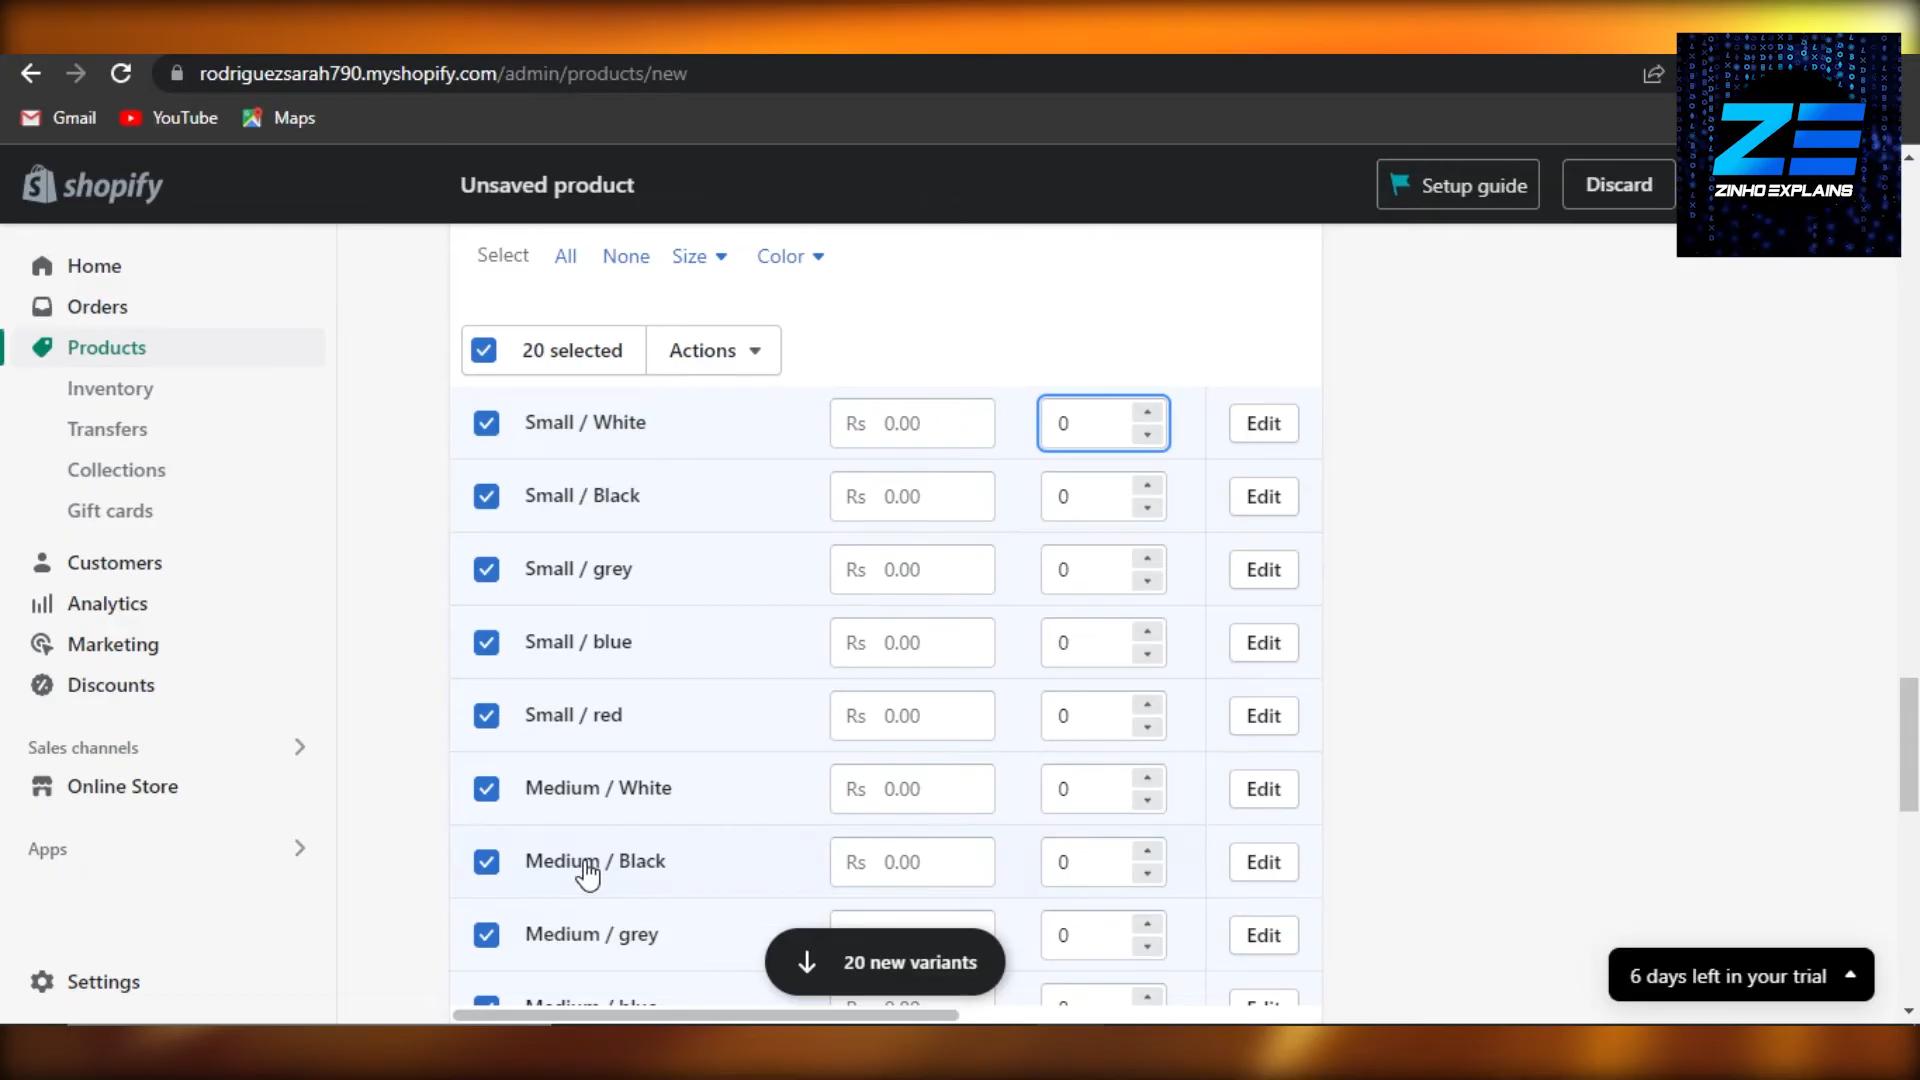 rodriguezsarah790.myshopify.com/admin/products/new
Gmail YouTube Maps
ZE
ZINHO EXPLAINS
shopify
Unsaved product
Setup guide
Discard
Home
Orders
Products
Inventory
Transfers
Collections
Gift cards
Customers
Analytics
Marketing
Discounts
Sales channels
Online Store
Apps
Settings
Select All None Size Color
20 selected Actions
Small / White Rs 0.00 0 Edit
Small / Black Rs 0.00 0 Edit
Small / grey Rs 0.00 0 Edit
Small / blue Rs 0.00 0 Edit
Small / red Rs 0.00 0 Edit
Medium / White Rs 0.00 0 Edit
Medium / Black Rs 0.00 0 Edit
Medium / grey 0 Edit
Medium / blue
20 new variants
6 days left in your trial